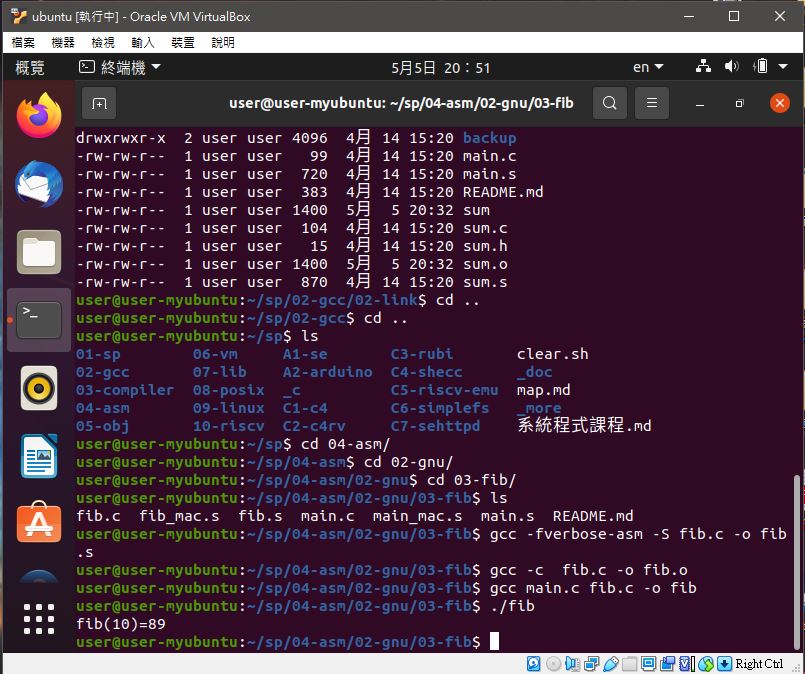 ubuntu [執行中] - Oracle VM VirtualBox
檔案 機器 檢視 輸入 裝置 說明
概覽 終端機 5月5日 20：51 en
user@user-myubuntu: ~/sp/04-asm/02-gnu/03-fib
drwxrwxr-x 2 user user 4096 4月 14 15:20 backup
-rw-rw-r-- 1 user user 99 4月 14 15:20 main.c
-rw-rw-r-- 1 user user 720 4月 14 15:20 main.s
-rw-rw-r-- 1 user user 383 4月 14 15:20 README.md
-rw-rw-r-- 1 user user 1400 5月 5 20:32 sum
-rw-rw-r-- 1 user user 104 4月 14 15:20 sum.c
-rw-rw-r-- 1 user user 15 4月 14 15:20 sum.h
-rw-rw-r-- 1 user user 1400 5月 5 20:32 sum.o
-rw-rw-r-- 1 user user 870 4月 14 15:20 sum.s
user@user-myubuntu:~/sp/02-gcc/02-link$ cd ..
user@user-myubuntu:~/sp/02-gcc$ cd ..
user@user-myubuntu:~/sp$ ls
01-sp 06-vm A1-se C3-rubi clear.sh
02-gcc 07-lib A2-arduino C4-shecc _doc
03-compiler 08-posix _c C5-riscv-emu map.md
04-asm 09-linux C1-c4 C6-simplefs _more
05-obj 10-riscv C2-c4rv C7-sehttpd 系統程式課程.md
user@user-myubuntu:~/sp$ cd 04-asm/
user@user-myubuntu:~/sp/04-asm$ cd 02-gnu/
user@user-myubuntu:~/sp/04-asm/02-gnu$ cd 03-fib/
user@user-myubuntu:~/sp/04-asm/02-gnu/03-fib$ ls
fib.c fib_mac.s fib.s main.c main_mac.s main.s README.md
user@user-myubuntu:~/sp/04-asm/02-gnu/03-fib$ gcc -fverbose-asm -S fib.c -o fib
.s
user@user-myubuntu:~/sp/04-asm/02-gnu/03-fib$ gcc -c fib.c -o fib.o
user@user-myubuntu:~/sp/04-asm/02-gnu/03-fib$ gcc main.c fib.c -o fib
user@user-myubuntu:~/sp/04-asm/02-gnu/03-fib$ ./fib
fib(10)=89
user@user-myubuntu:~/sp/04-asm/02-gnu/03-fib$
Right Ctrl